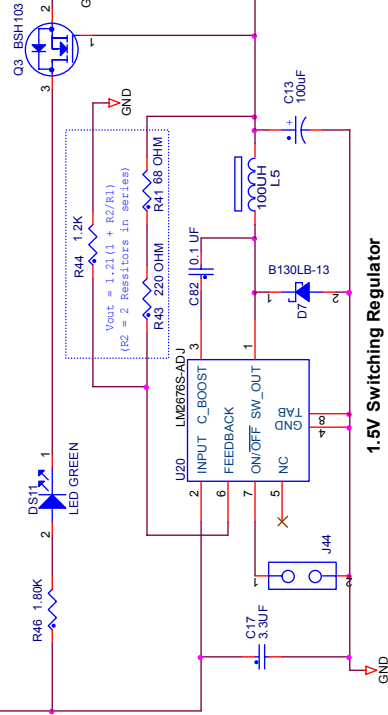 Q3 BSH103
2
1
3
G
GND
R44 1.2K
Vout = 1.21(1 + R2/R1)
(R2 = 2 Ressitors in series)
R41 68 OHM
R43 220 OHM
C13
100uF
+
100UH
L5
C82 0.1 UF
B130LB-13
1
2
D7
DS11
LED GREEN
1
2
R46 1.80K
U20
LM2676S-ADJ
2
INPUT
C_BOOST
3
6
FEEDBACK
7
ON/OFF
SW_OUT
1
5
NC
GND
TAB
4
8
J44
1
2
C17
3.3UF
GND
1.5V Switching Regulator